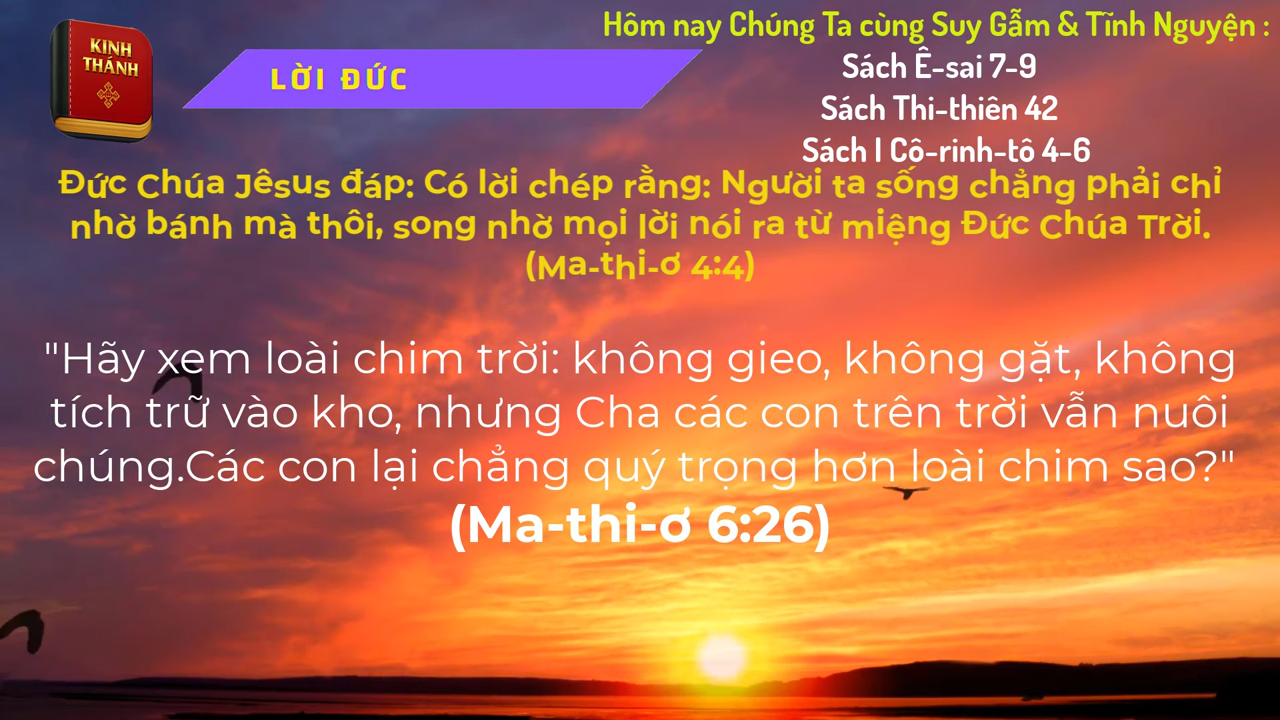 KINH
THÁNH
LỜI ĐỨC
Hôm nay Chúng Ta cùng Suy Gẫm & Tĩnh Nguyện :
Sách Ê-sai 7-9
Sách Thi-thiên 42
Sách I Cô-rinh-tô 4-6
Đức Chúa Jêsus đáp: Có lời chép rằng: Người ta sống chẳng phải chỉ
nhờ bánh mà thôi, song nhờ mọi lời nói ra từ miệng Đức Chúa Trời.
(Ma-thi-ơ 4:4)
"Hãy xem loài chim trời: không gieo, không gặt, không
tích trữ vào kho, nhưng Cha các con trên trời vẫn nuôi
chúng.Các con lại chẳng quý trọng hơn loài chim sao?"
(Ma-thi-ơ 6:26)